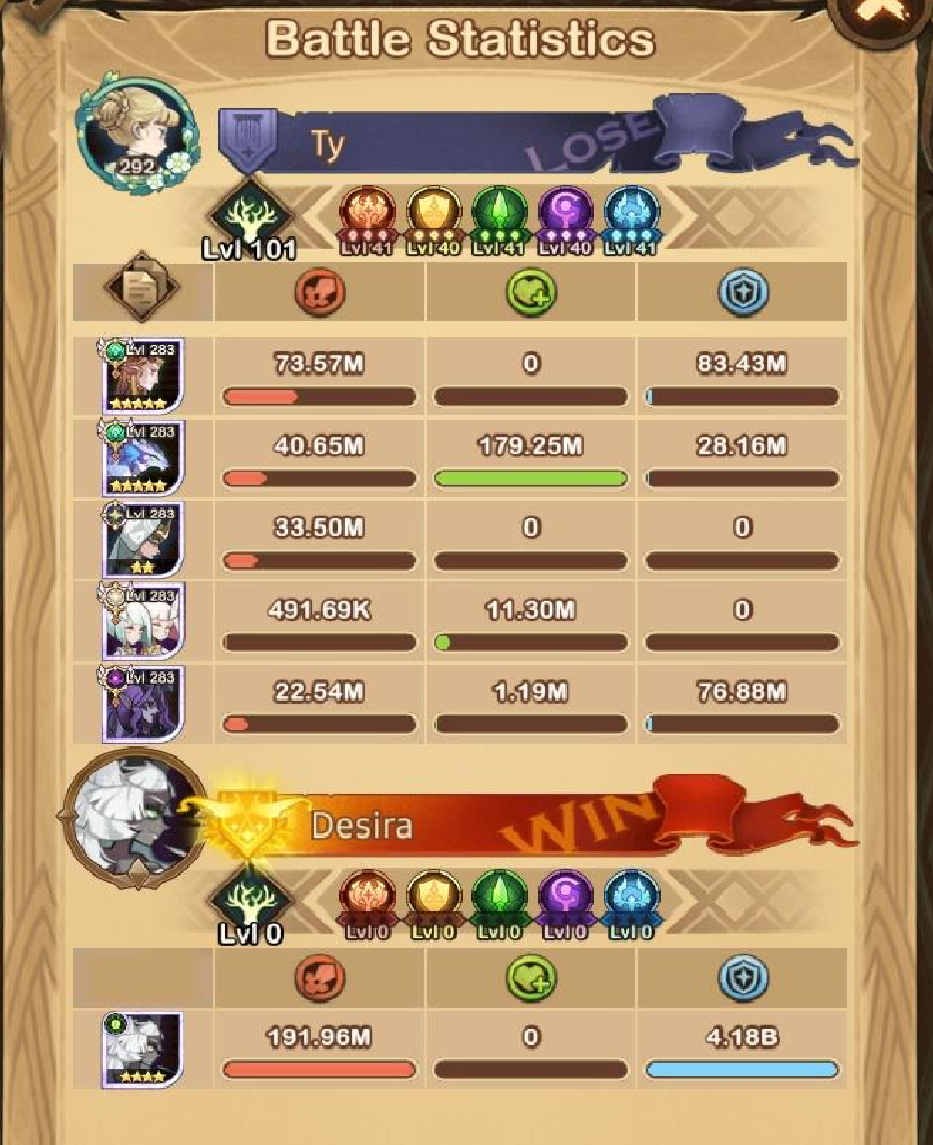 Battle Statistics
292
Ty
LOSE
Lvl 101
Lvl 41
Lvl 40
Lvl 41
Lvl 40
Lvl 41
Lvl 283
73.57M
0
83.43M
Lvl 283
40.65M
179.25M
28.16M
Lvl 283
33.50M
0
0
Lvl 283
491.69K
11.30M
0
Lvl 283
22.54M
1.19M
76.88M
Desira
WIN
Lvl 0
Lvl 0
Lvl 0
Lvl 0
Lvl 0
Lvl 0
191.96M
0
4.18B